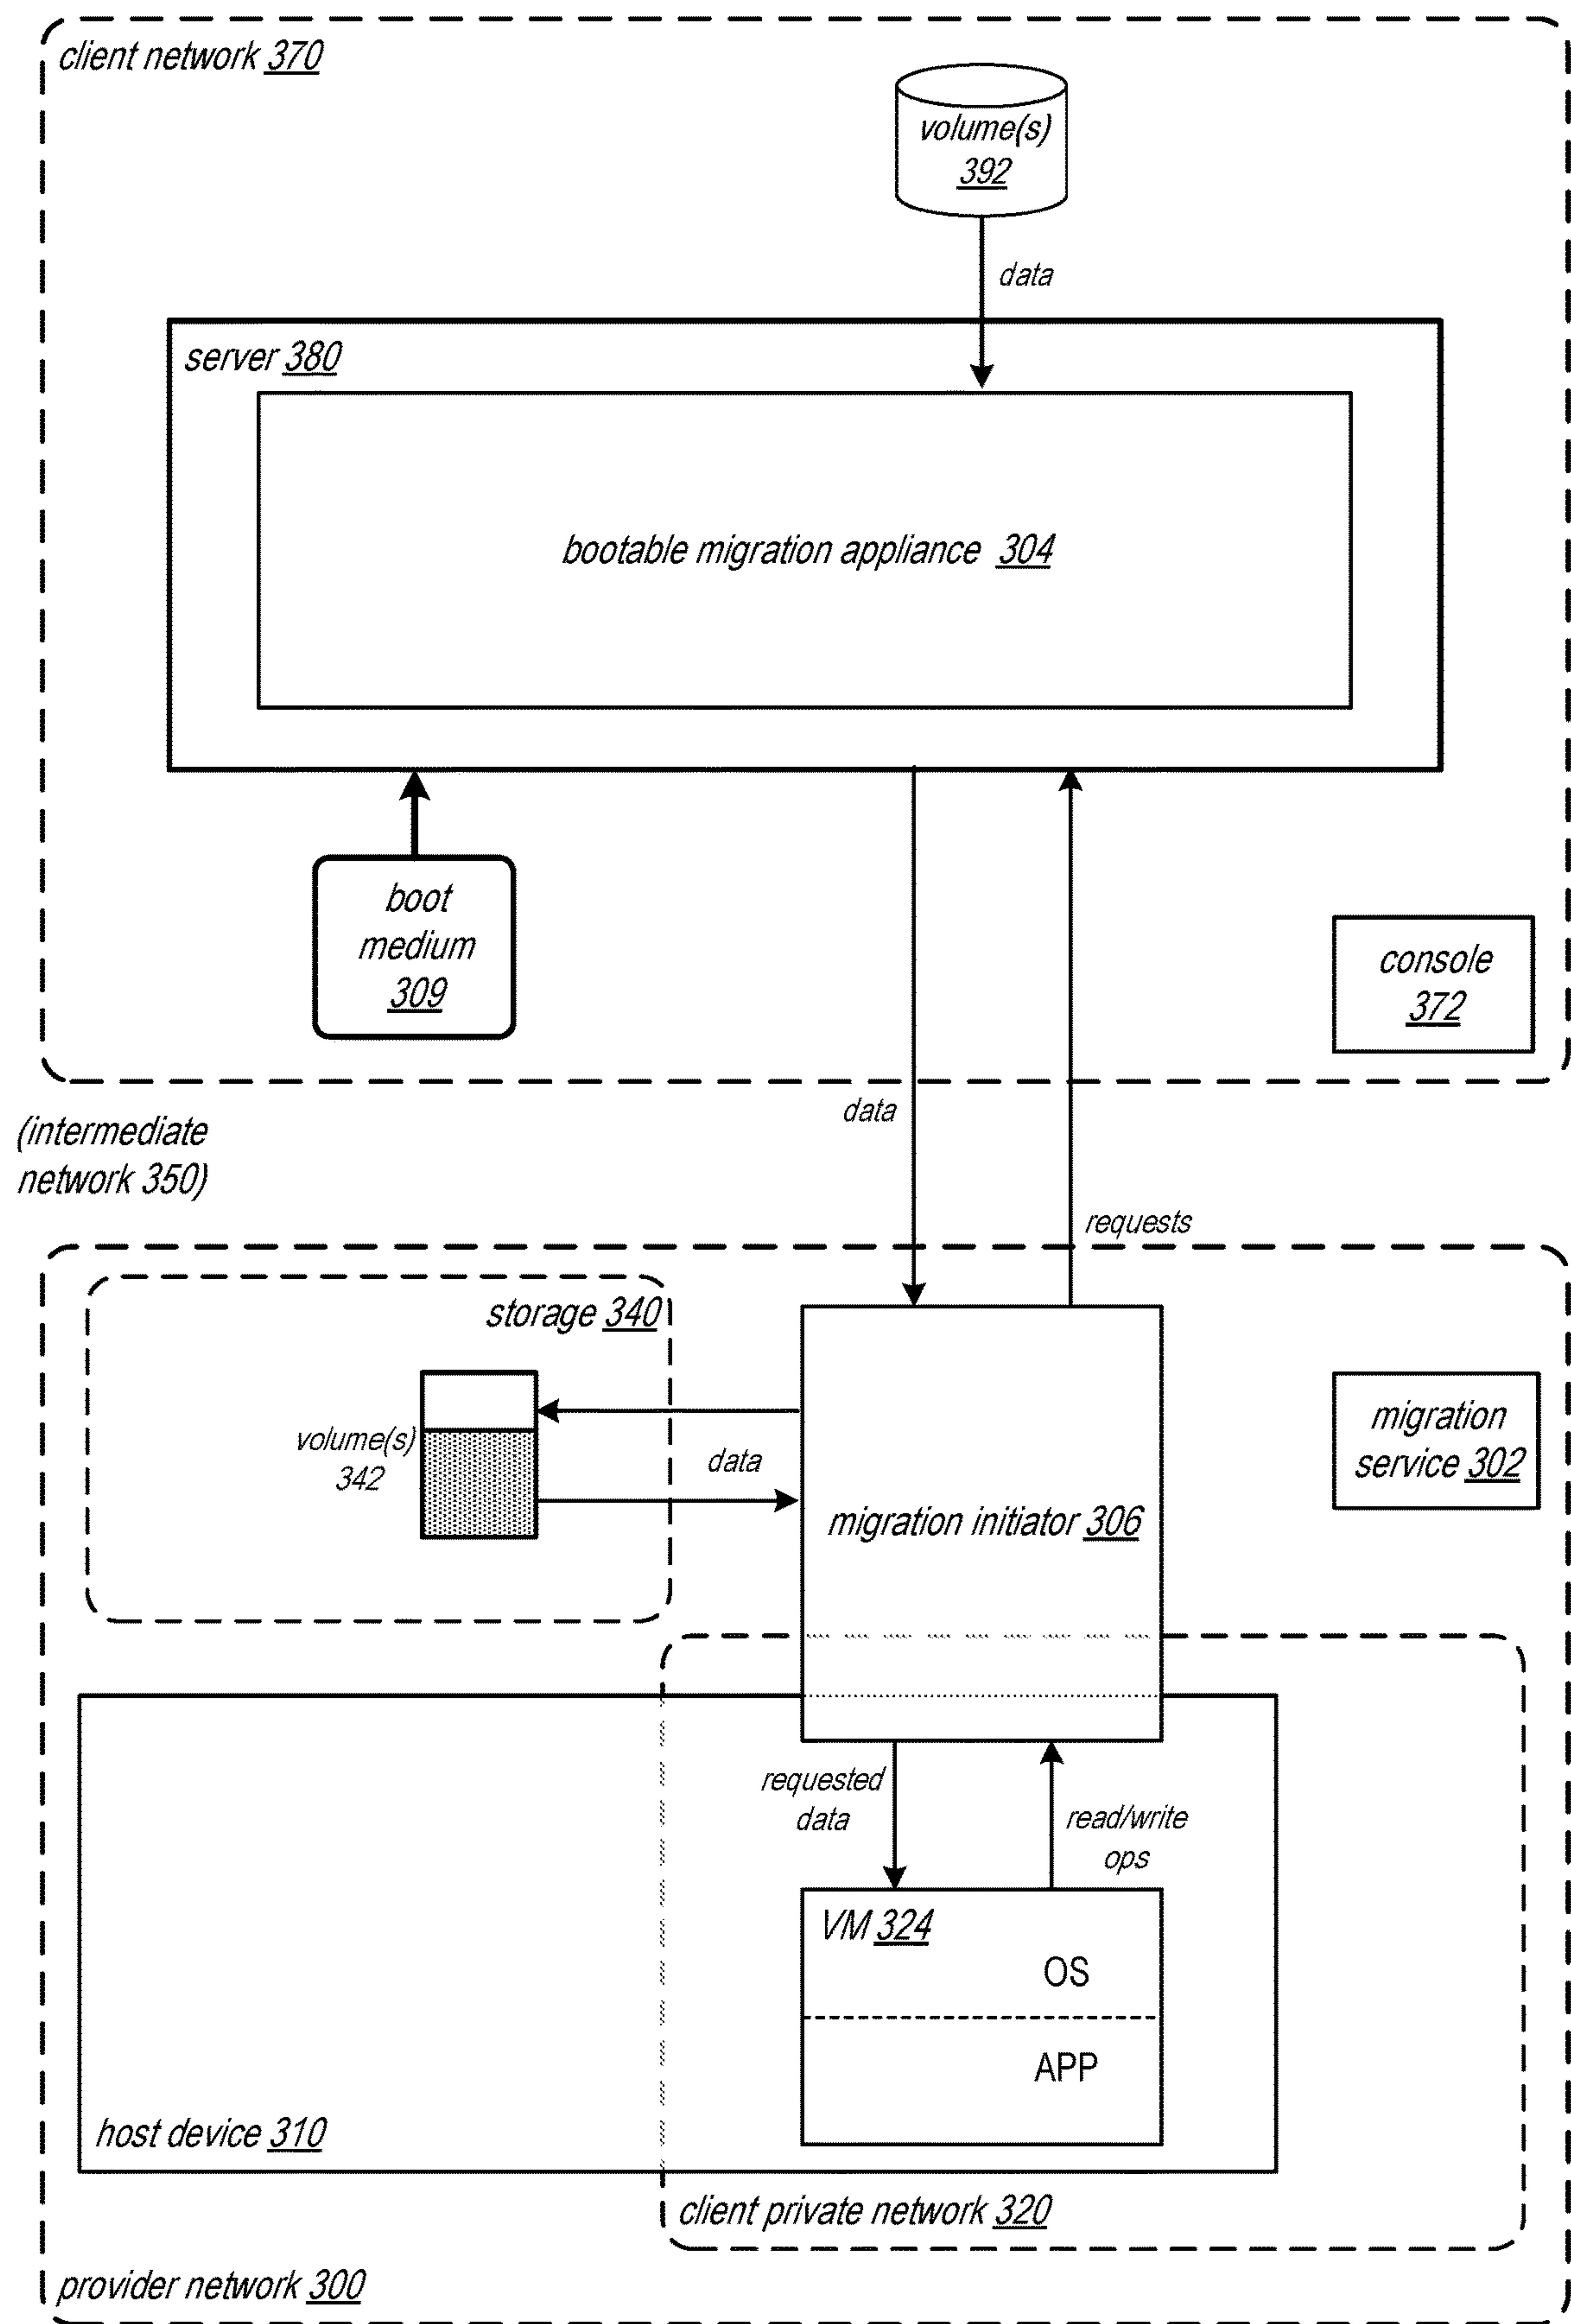 client network 370
volume(s)
392
data
server 380
bootable migration appliance 304
boot
medium
309
console
372
data
(intermediate
network 350)
requests
storage 340
volume(s)
342
data
migration
service 302
migration initiator 306
requested
data
read/write
ops
VM 324
OS
APP
host device 310
client private network 320
provider network 300